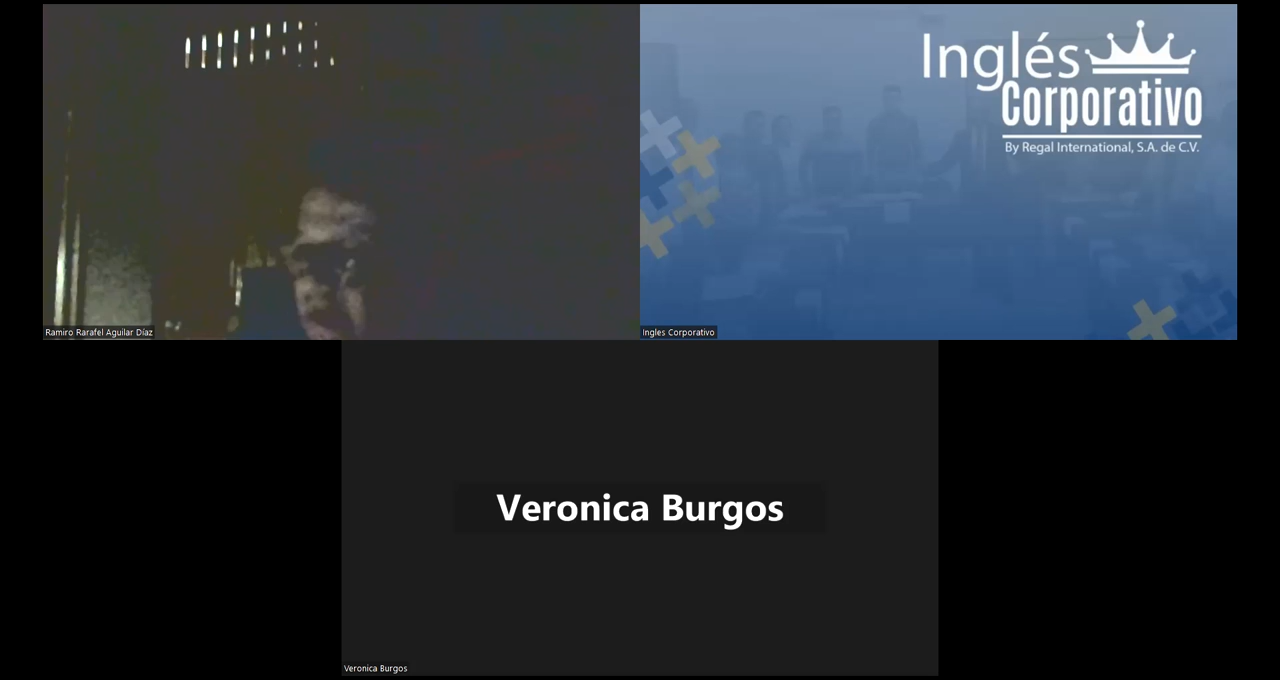 Inglés
Corporativo
By Regal International, S.A. de C.V.
Ramiro Rarafel Aguilar Díaz
Ingles Corporativo
Veronica Burgos
Veronica Burgos